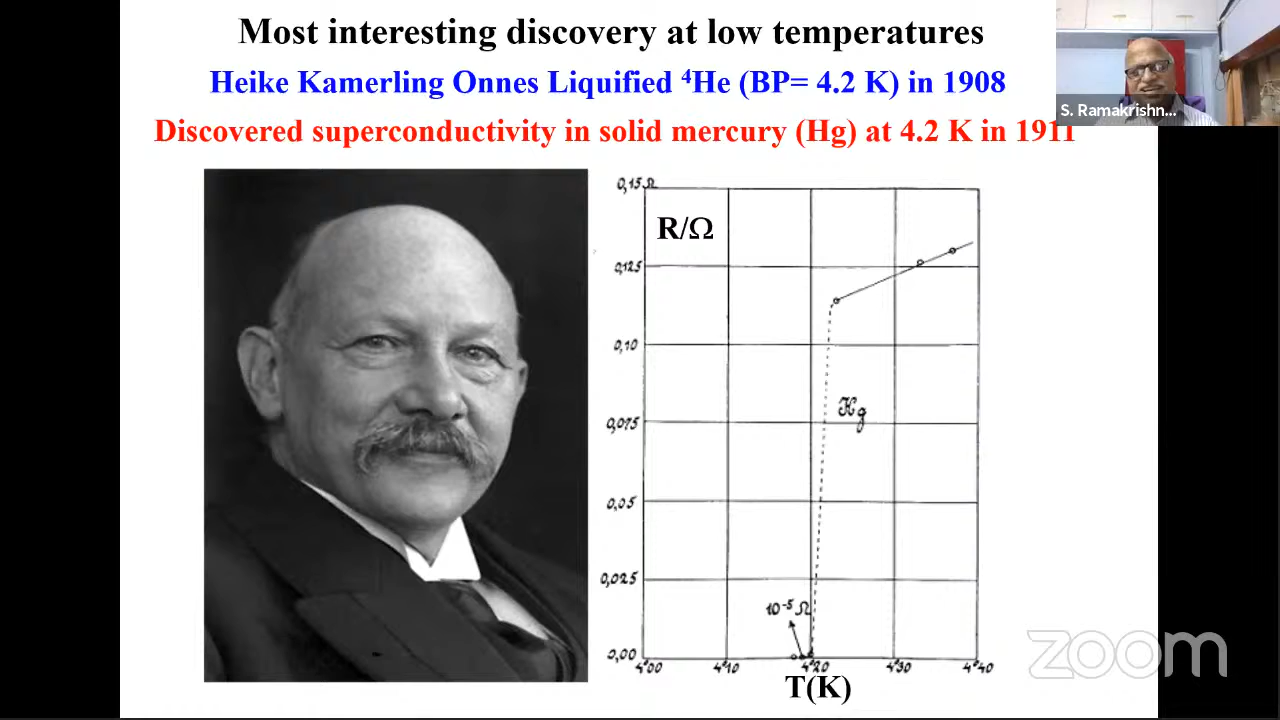 Most interesting discovery at low temperatures
Heike Kamerling Onnes Liquified ⁴He (BP= 4.2 K) in 1908
Discovered superconductivity in solid mercury (Hg) at 4.2 K in 1911
S. Ramakrishn...
0,15 Ω
R/Ω
0,125
0,10
Hg
0,075
0,05
0,025
10⁻⁵ Ω
0,00
4°00
4°10
4°20
4°30
4°40
T(K)
zoom